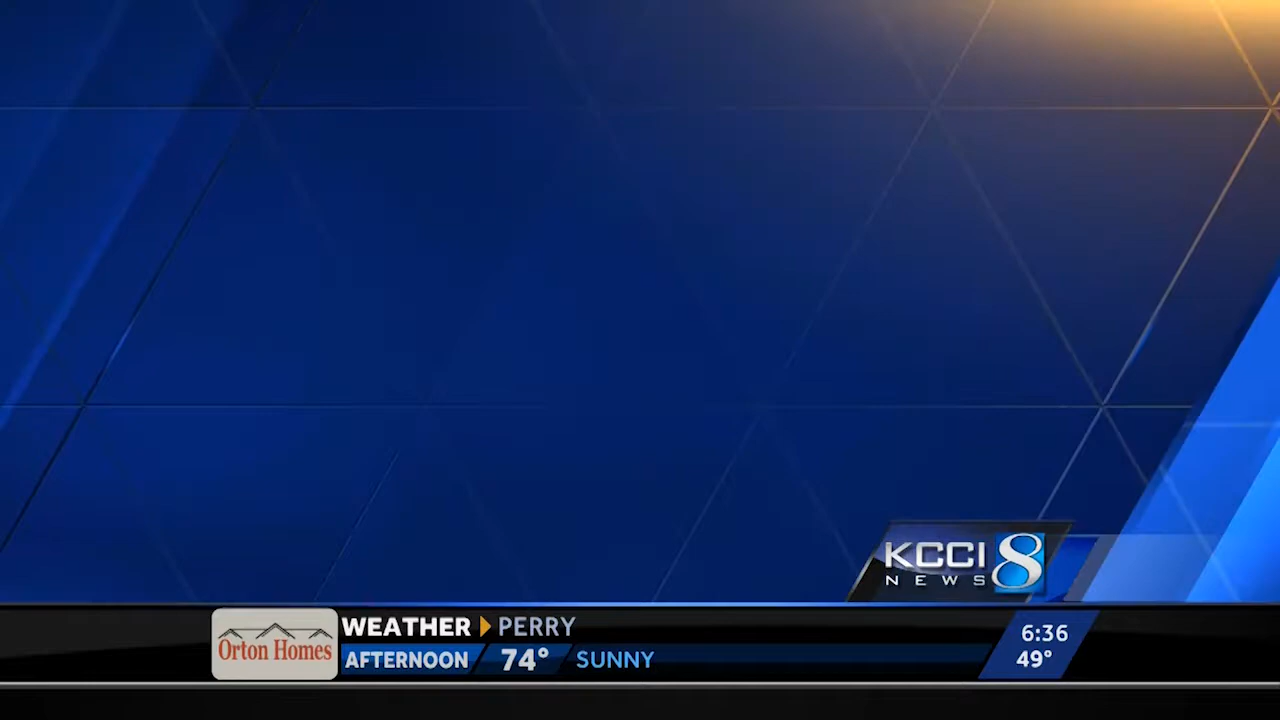 KCCI 8
NEWS
Orton Homes
WEATHER PERRY
AFTERNOON 74° SUNNY
6:36
49°